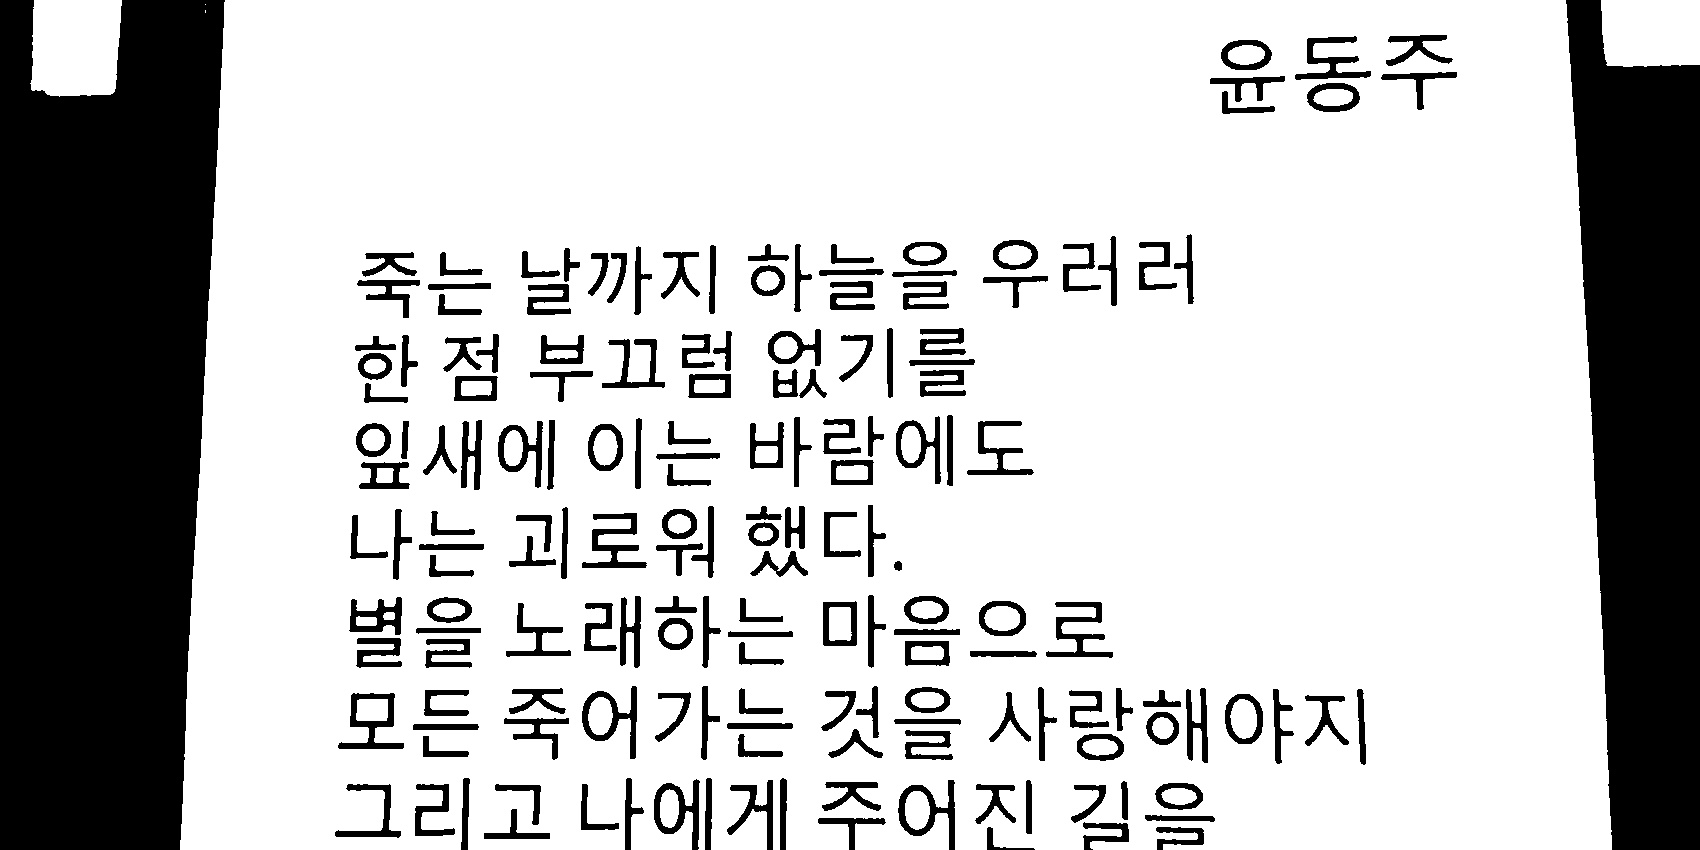 윤동주
죽는 날까지 하늘을 우러러
한 점 부끄럼 없기를
잎새에 이는 바람에도
나는 괴로워 했다.
별을 노래하는 마음으로
모든 죽어가는 것을 사랑해야지
그리고 나에게 주어진 길을